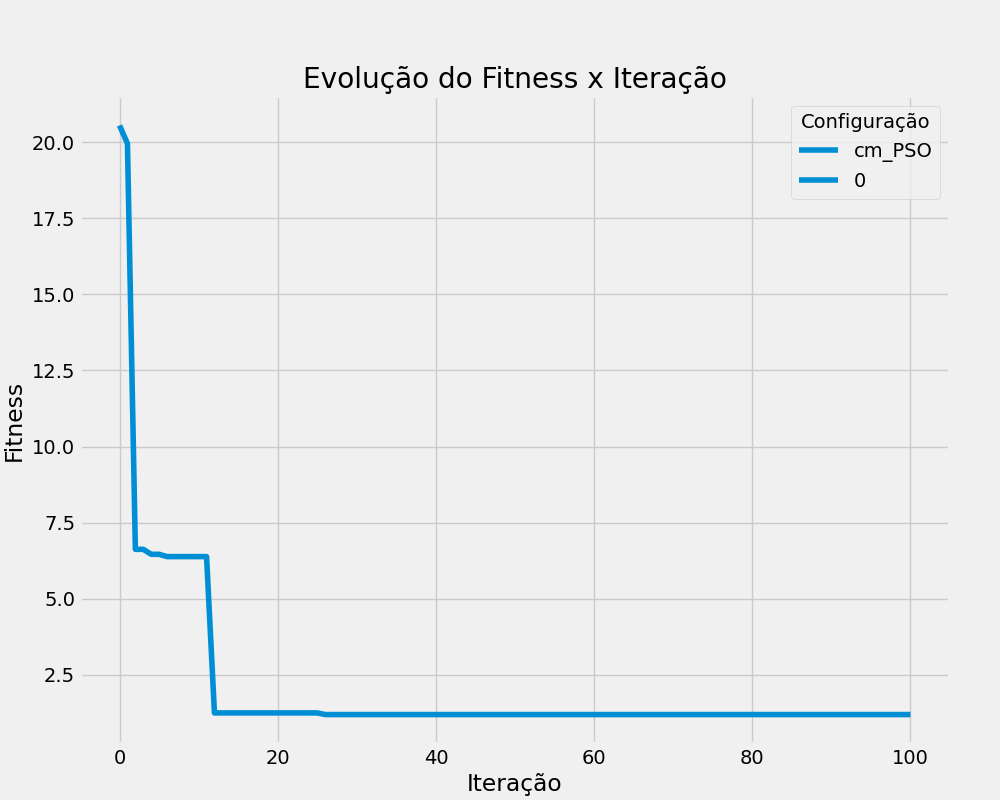 Evolução do Fitness x Iteração
Configuração
cm_PSO
0
Fitness
20.0
17.5
15.0
12.5
10.0
7.5
5.0
2.5
0 20 40 60 80 100
Iteração